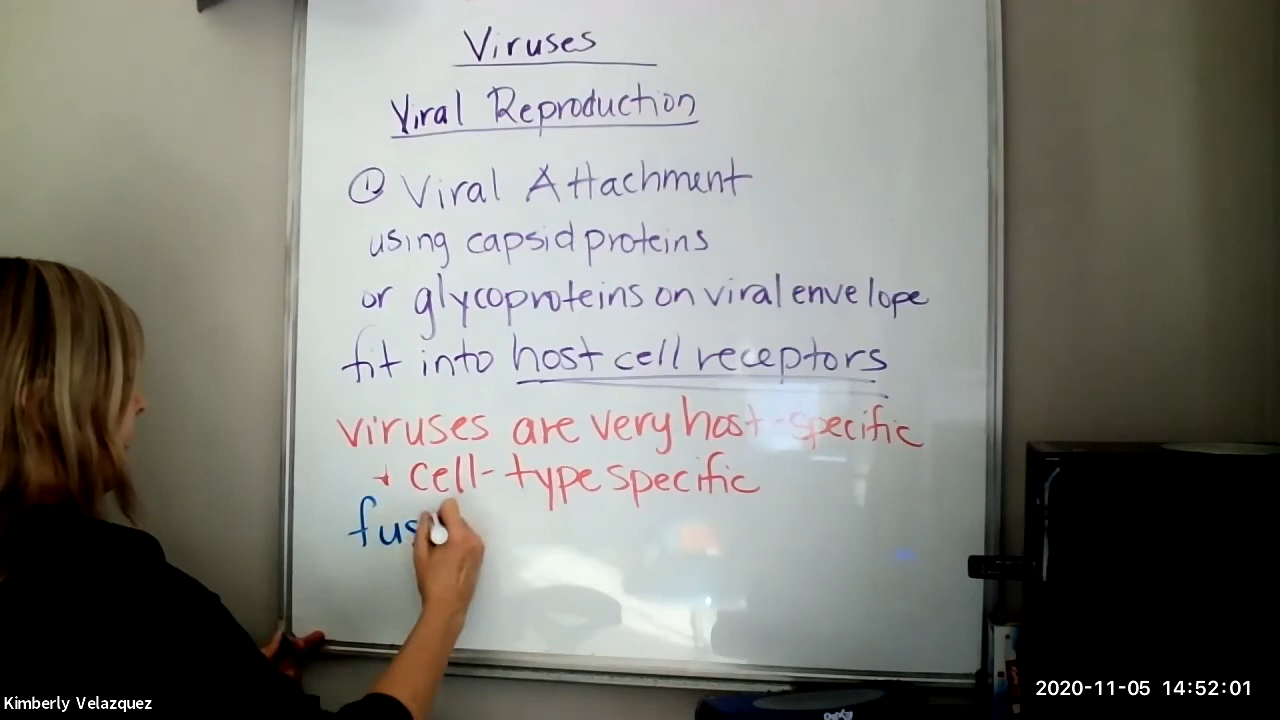 Viruses
Viral Reproduction
① Viral Attachment
using capsid proteins
or glycoproteins on viral envelope
fit into host cell receptors
viruses are very host-specific
+ cell-type specific
fus
Kimberly Velazquez
2020-11-05 14:52:01